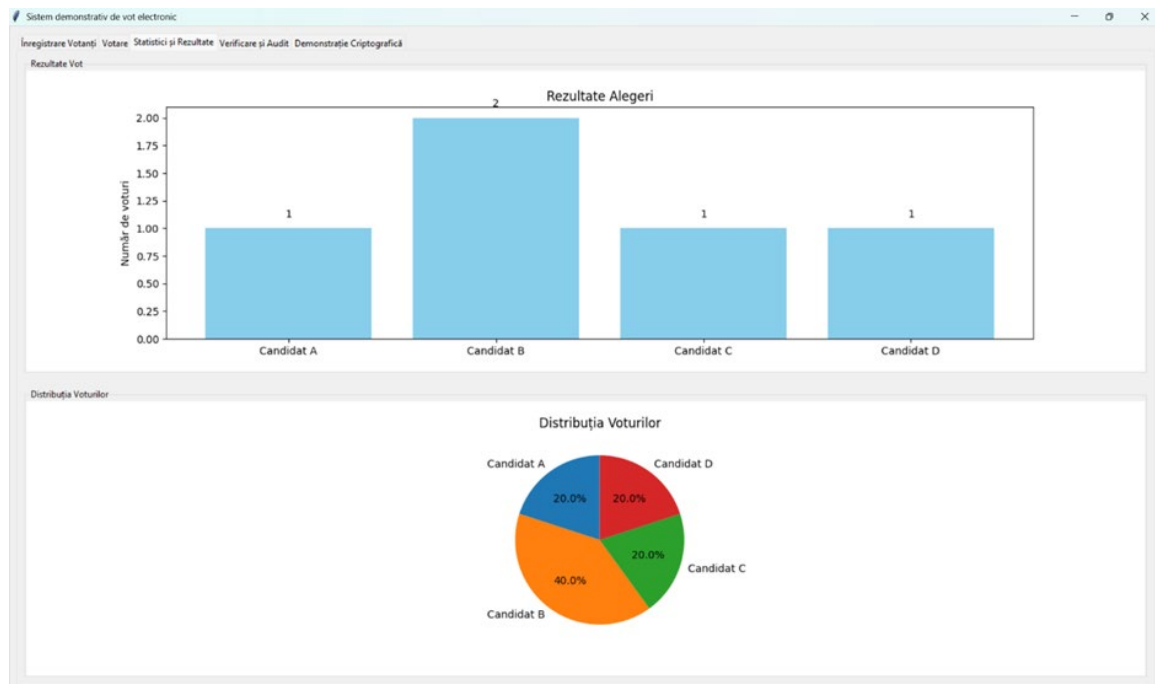 Sistem demonstrativ de vot electronic
Înregistrare Votanți Votare Statistici și Rezultate Verificare și Audit Demonstrație Criptografică
Rezultate Vot
Rezultate Alegeri
2
2.00
1.75
1.50
1.25
1.00
0.75
0.50
0.25
0.00
Număr de voturi
1
1
1
Candidat A
Candidat B
Candidat C
Candidat D
Distribuția Voturilor
Distribuția Voturilor
Candidat A
Candidat D
20.0%
20.0%
20.0%
Candidat C
40.0%
Candidat B